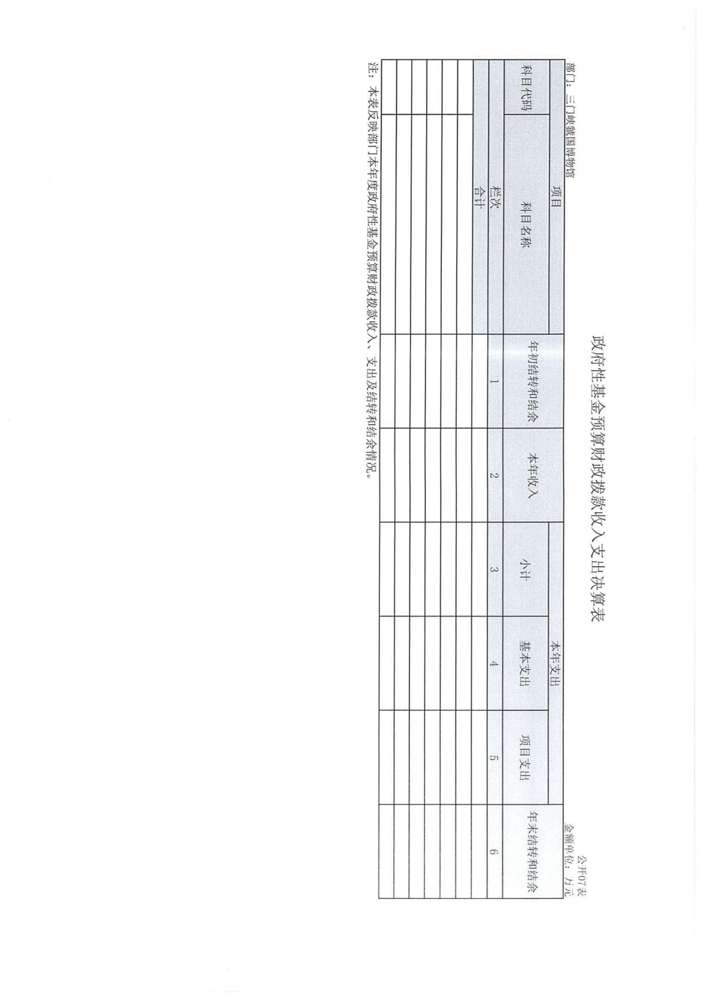 政府性基金预算财政拨款收入支出决算表
公开07表
部门：三门峡虢国博物馆
金额单位：万元
项目
年初结转和结余
本年收入
本年支出
年末结转和结余
科目代码
科目名称
小计
基本支出
项目支出
栏次
1
2
3
4
5
6
合计
注：本表反映部门本年度政府性基金预算财政拨款收入、支出及结转和结余情况。